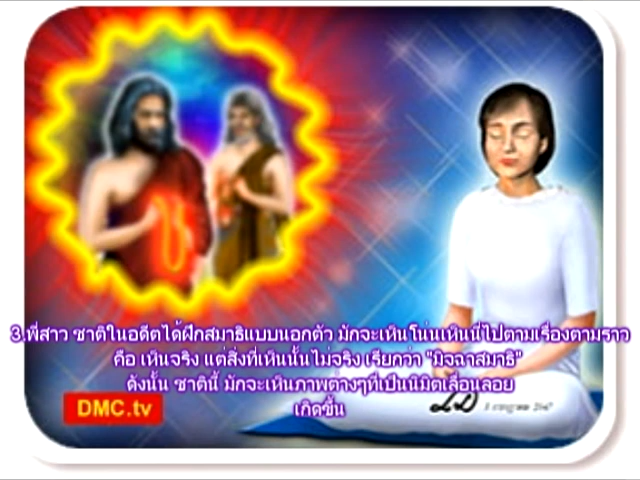 3.พี่สาว ชาติในอดีตได้ฝึกสมาธิแบบนอกตัว มักจะเห็นโน่นเห็นนี่ไปตามเรื่องตามราว
คือ เห็นจริง แต่สิ่งที่เห็นนั้นไม่จริง เรียกว่า "มิจฉาสมาธิ"
ดังนั้น ชาตินี้ มักจะเห็นภาพต่างๆที่เป็นนิมิตเลื่อนลอย
เกิดขึ้น
DMC.tv